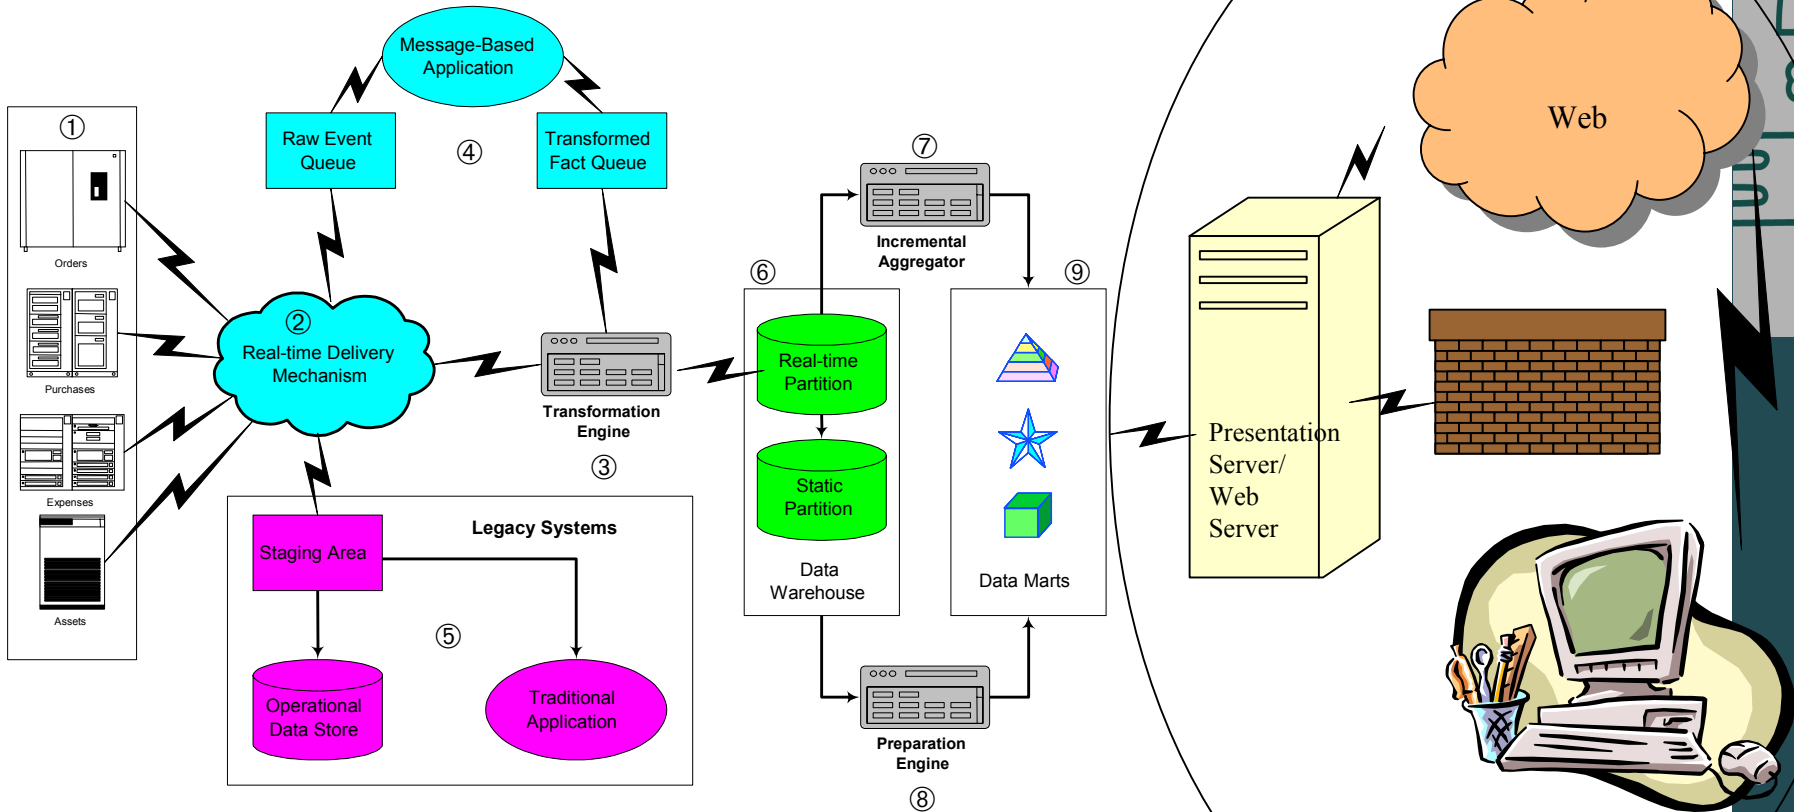 ①
Orders
Purchases
Expenses
Assets
②
Real-time Delivery
Mechanism
Message-Based
Application
Raw Event
Queue
④
Transformed
Fact Queue
Transformation
Engine
③
Legacy Systems
Staging Area
⑤
Operational
Data Store
Traditional
Application
⑥
Real-time
Partition
Static
Partition
Data
Warehouse
⑦
Incremental
Aggregator
Preparation
Engine
⑧
⑨
Data Marts
Presentation
Server/
Web
Server
Web